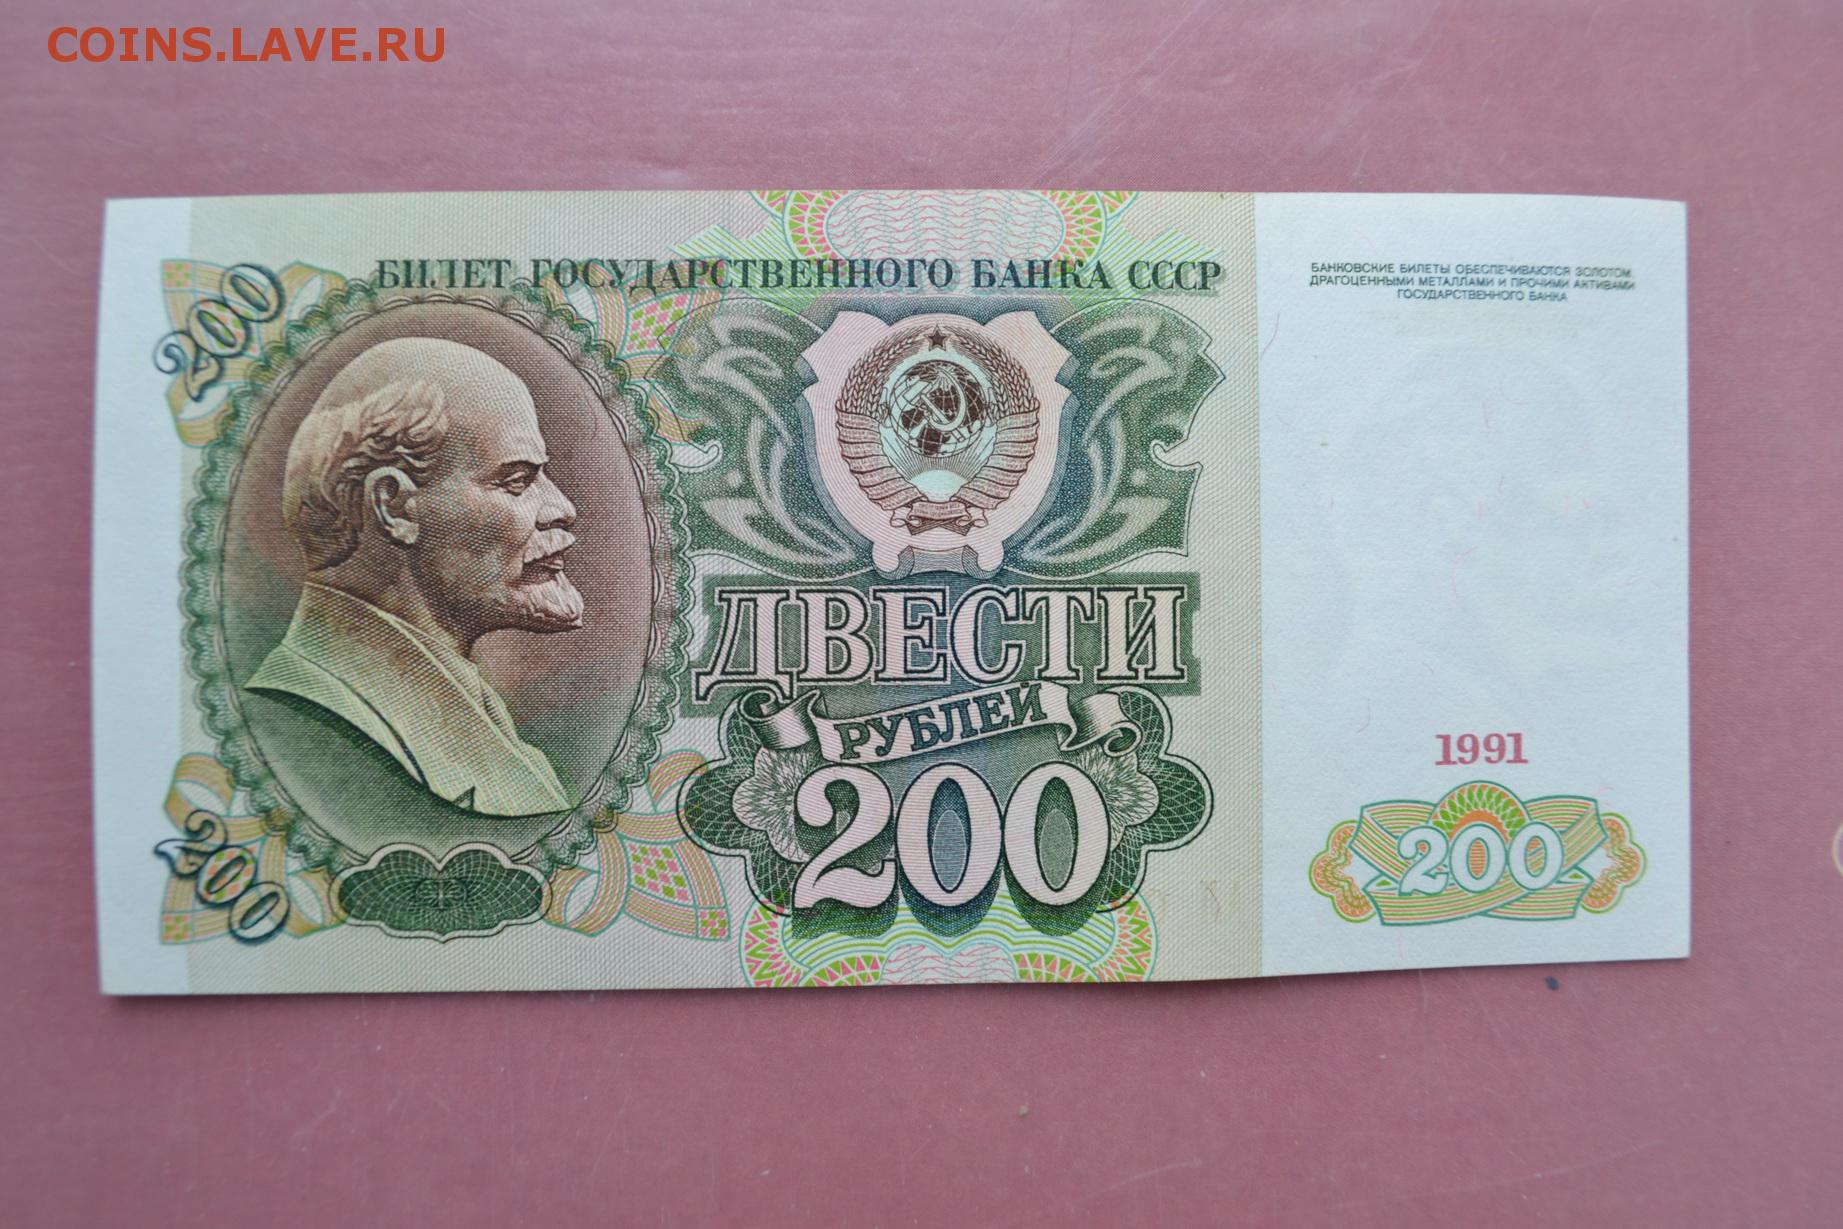 COINS.LAVE.RU
БИЛЕТ ГОСУДАРСТВЕННОГО БАНКА СССР
БАНКОВСКИЕ БИЛЕТЫ ОБЕСПЕЧИВАЮТСЯ ЗОЛОТОМ,
ДРАГОЦЕННЫМИ МЕТАЛЛАМИ И ПРОЧИМИ АКТИВАМИ
ГОСУДАРСТВЕННОГО БАНКА
200
ДВЕСТИ
РУБЛЕЙ
200
1991
200
200